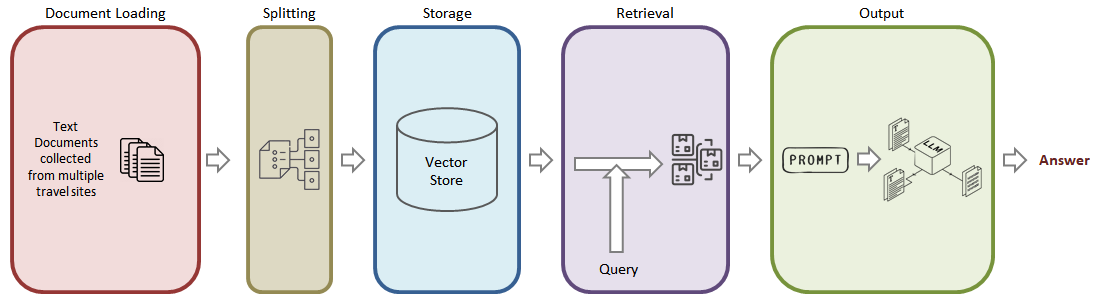 Document Loading
Splitting
Storage
Retrieval
Output
Text
Documents
collected
from multiple
travel sites
Vector
Store
Query
PROMPT
LLM
T
T
Answer